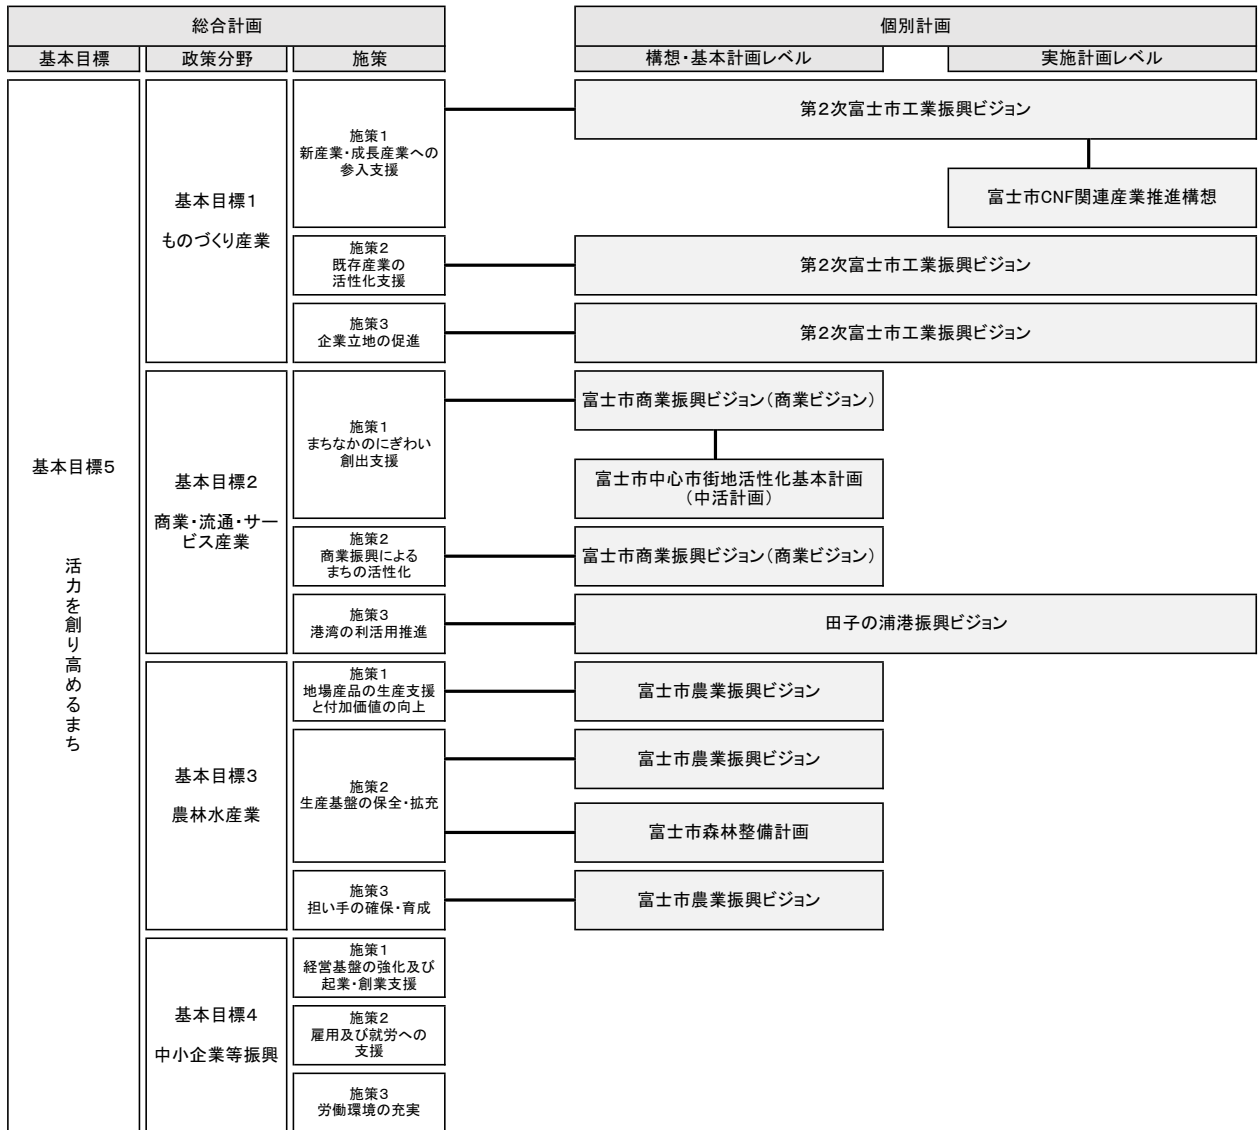 総合計画
個別計画
基本目標
政策分野
施策
構想・基本計画レベル
実施計画レベル
基本目標5
活力を創り高めるまち
基本目標1
ものづくり産業
施策1
新産業・成長産業への
参入支援
第2次富士市工業振興ビジョン
富士市CNF関連産業推進構想
施策2
既存産業の
活性化支援
第2次富士市工業振興ビジョン
施策3
企業立地の促進
第2次富士市工業振興ビジョン
基本目標2
商業・流通・サー
ビス産業
施策1
まちなかのにぎわい
創出支援
富士市商業振興ビジョン(商業ビジョン)
富士市中心市街地活性化基本計画
(中活計画)
施策2
商業振興による
まちの活性化
富士市商業振興ビジョン(商業ビジョン)
施策3
港湾の利活用推進
田子の浦港振興ビジョン
基本目標3
農林水産業
施策1
地場産品の生産支援
と付加価値の向上
富士市農業振興ビジョン
施策2
生産基盤の保全・拡充
富士市農業振興ビジョン
富士市森林整備計画
施策3
担い手の確保・育成
富士市農業振興ビジョン
基本目標4
中小企業等振興
施策1
経営基盤の強化及び
起業・創業支援
施策2
雇用及び就労への
支援
施策3
労働環境の充実